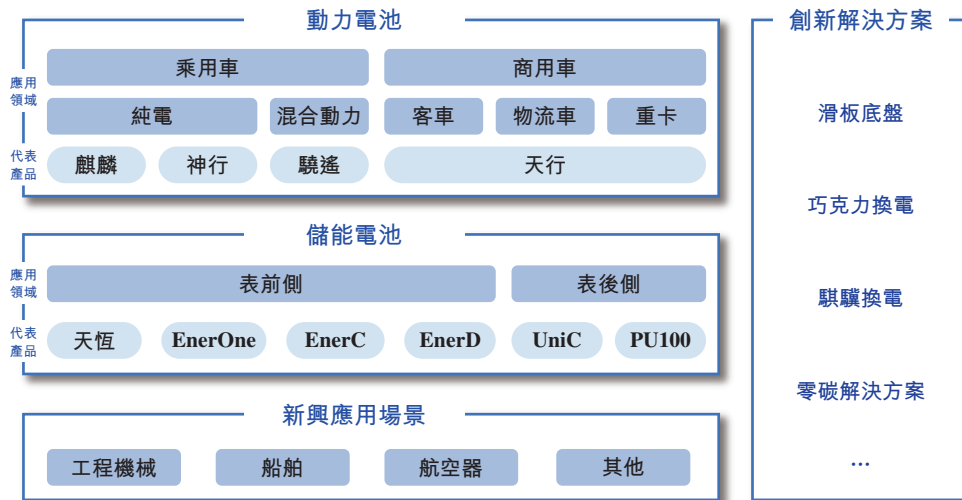 動力電池
應用
領域
乘用車
商用車
純電
混合動力
客車
物流車
重卡
代表
產品
麒麟
神行
驍遙
天行
儲能電池
應用
領域
表前側
表後側
代表
產品
天恆
EnerOne
EnerC
EnerD
UniC
PU100
新興應用場景
工程機械
船舶
航空器
其他
創新解決方案
滑板底盤
巧克力換電
騏驥換電
零碳解決方案
...